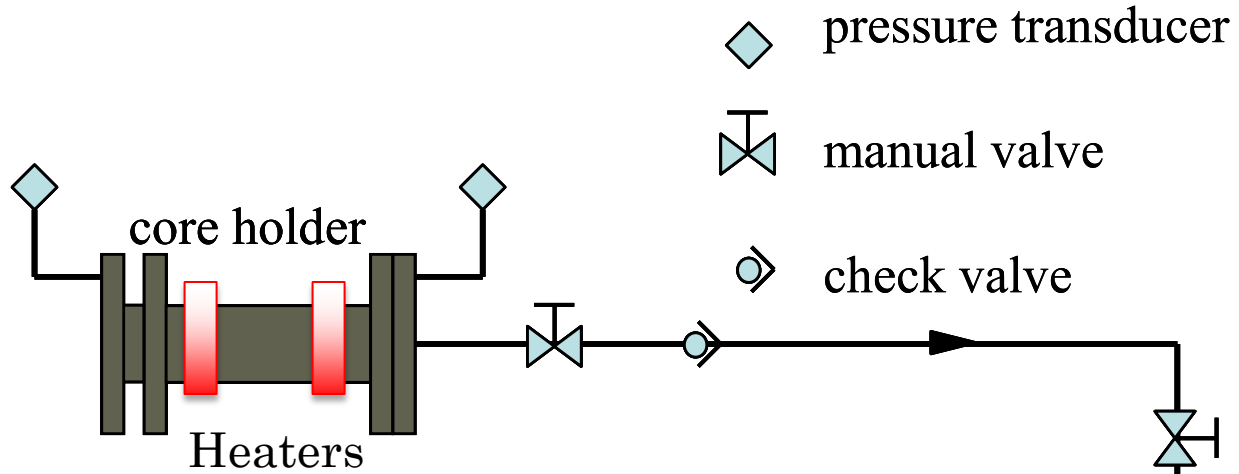 pressure transducer
manual valve
core holder
check valve
Heaters